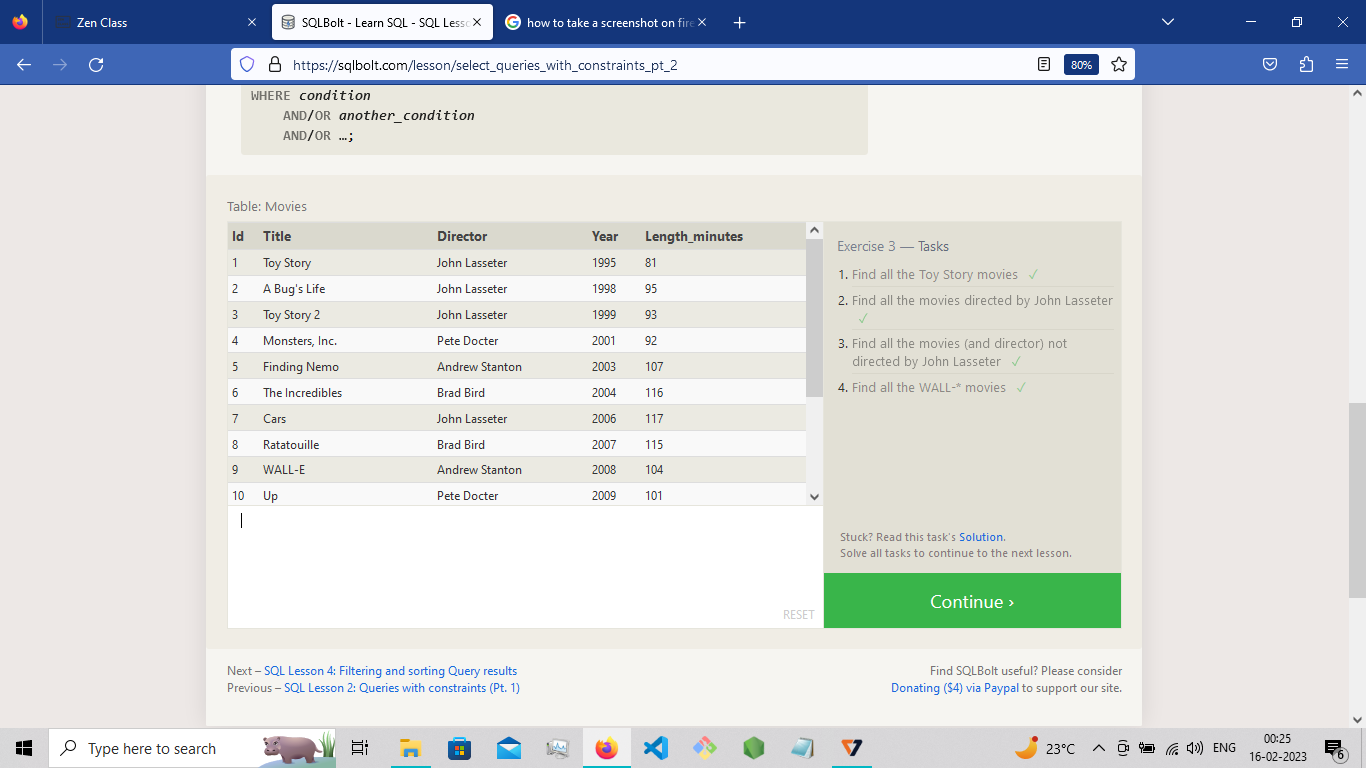 Zen Class
SQLBolt - Learn SQL - SQL Less
how to take a screenshot on fire
https://sqlbolt.com/lesson/select_queries_with_constraints_pt_2
80%
WHERE condition
AND/OR another_condition
AND/OR …;
Table: Movies
Id Title Director Year Length_minutes
1 Toy Story John Lasseter 1995 81
2 A Bug's Life John Lasseter 1998 95
3 Toy Story 2 John Lasseter 1999 93
4 Monsters, Inc. Pete Docter 2001 92
5 Finding Nemo Andrew Stanton 2003 107
6 The Incredibles Brad Bird 2004 116
7 Cars John Lasseter 2006 117
8 Ratatouille Brad Bird 2007 115
9 WALL-E Andrew Stanton 2008 104
10 Up Pete Docter 2009 101
RESET
Exercise 3 — Tasks
1. Find all the Toy Story movies ✓
2. Find all the movies directed by John Lasseter
✓
3. Find all the movies (and director) not
directed by John Lasseter ✓
4. Find all the WALL-* movies ✓
Stuck? Read this task's Solution.
Solve all tasks to continue to the next lesson.
Continue ›
Next – SQL Lesson 4: Filtering and sorting Query results
Previous – SQL Lesson 2: Queries with constraints (Pt. 1)
Find SQLBolt useful? Please consider
Donating ($4) via Paypal to support our site.
Type here to search
23°C
ENG
00:25
16-02-2023
6